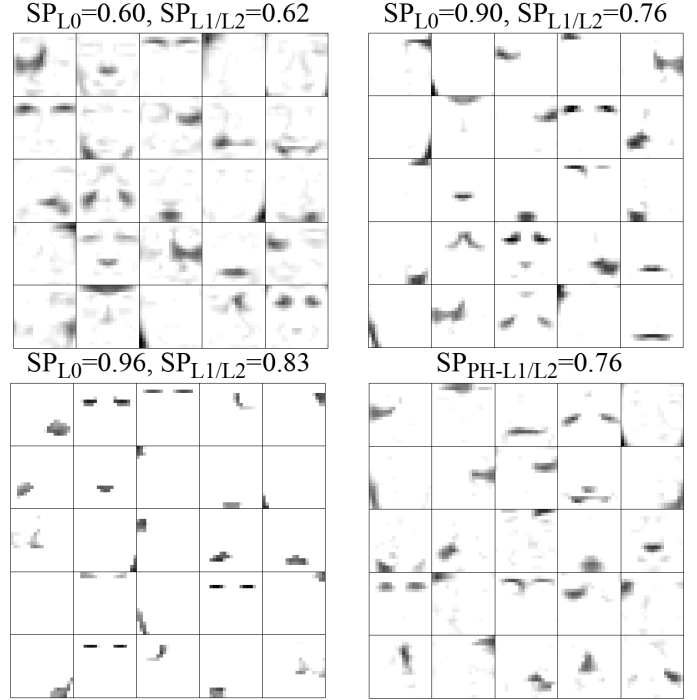 SP_L0=0.60, SP_L1/L2=0.62
SP_L0=0.90, SP_L1/L2=0.76
SP_L0=0.96, SP_L1/L2=0.83
SP_PH-L1/L2=0.76